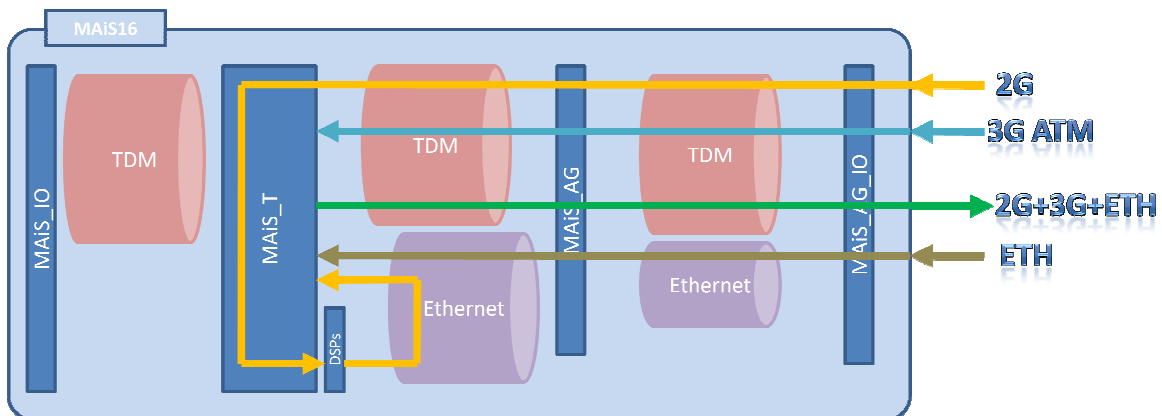 MAiS16
MAiS_IO
TDM
MAiS_T
DSPs
TDM
Ethernet
MAiS_AG
TDM
Ethernet
MAiS_AG_IO
2G
3G ATM
2G+3G+ETH
ETH